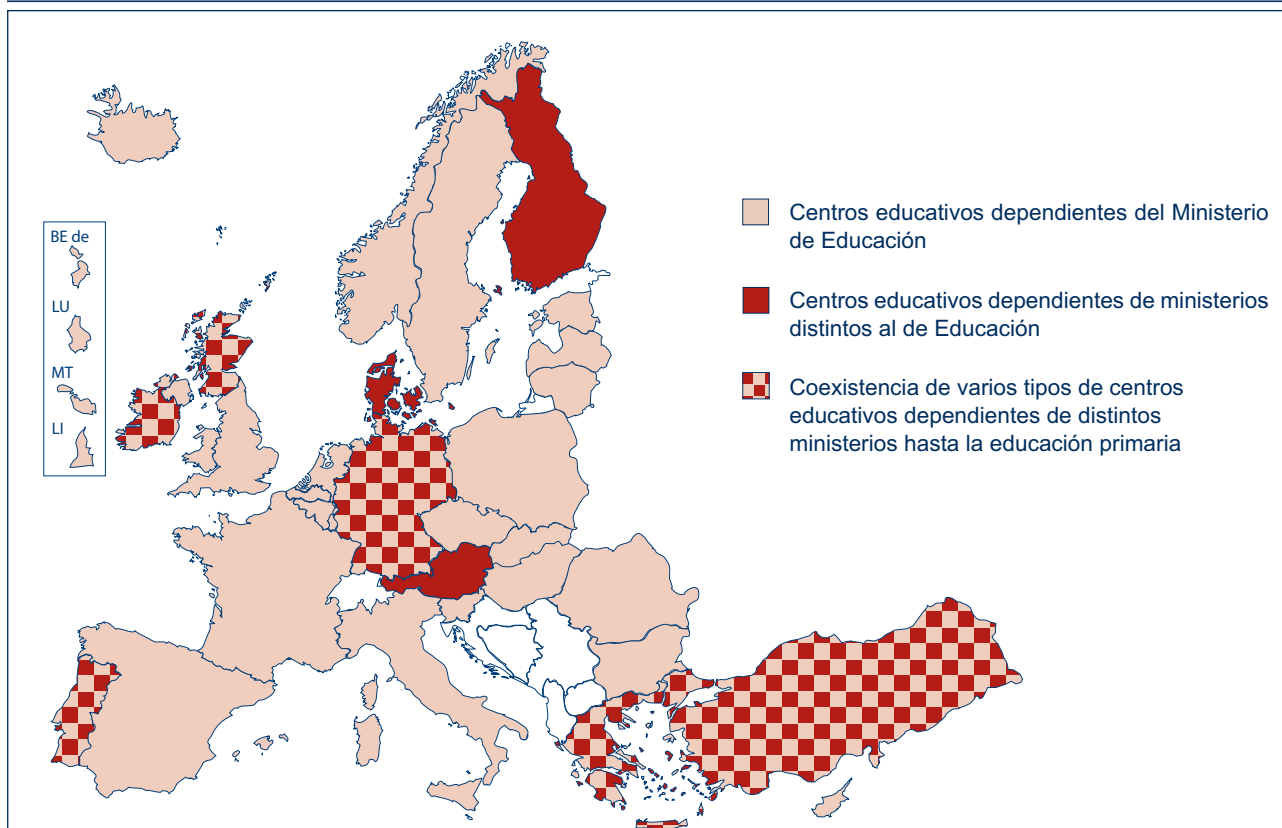 BE de
LU
MT
LI
Centros educativos dependientes del Ministerio
de Educación
Centros educativos dependientes de ministerios
distintos al de Educación
Coexistencia de varios tipos de centros
educativos dependientes de distintos
ministerios hasta la educación primaria